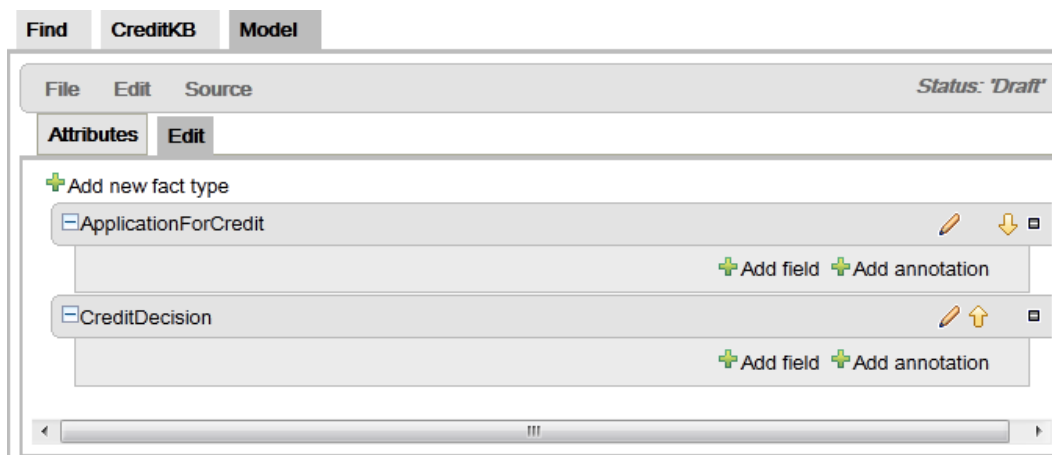 Find CreditKB Model
File Edit Source Status: 'Draft'
Attributes Edit
Add new fact type
ApplicationForCredit
Add field Add annotation
CreditDecision
Add field Add annotation